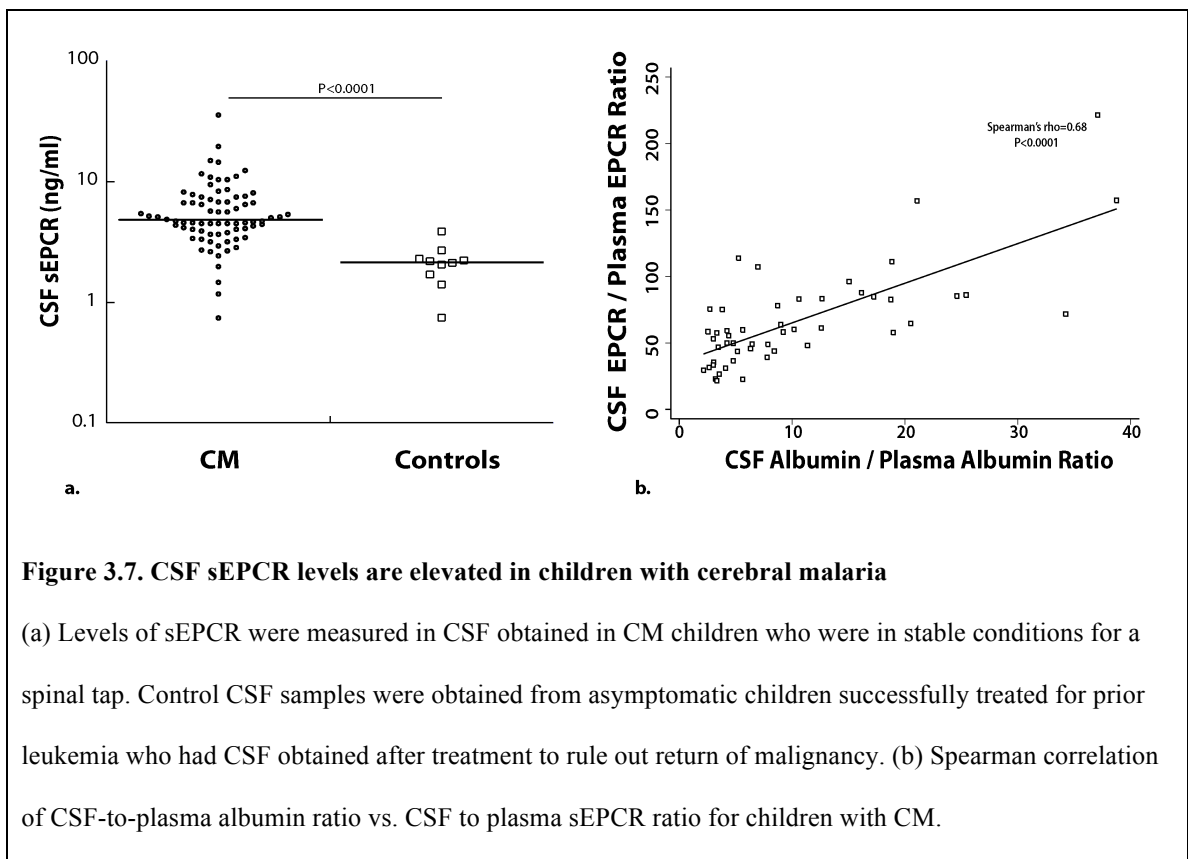 100
10
1
0.1
CSF sEPCR (ng/ml)
P<0.0001
CM
Controls
a.
CSF EPCR / Plasma EPCR Ratio
250
200
150
100
50
0
Spearman's rho=0.68
P<0.0001
0 10 20 30 40
CSF Albumin / Plasma Albumin Ratio
b.
Figure 3.7. CSF sEPCR levels are elevated in children with cerebral malaria
(a) Levels of sEPCR were measured in CSF obtained in CM children who were in stable conditions for a
spinal tap. Control CSF samples were obtained from asymptomatic children successfully treated for prior
leukemia who had CSF obtained after treatment to rule out return of malignancy. (b) Spearman correlation
of CSF-to-plasma albumin ratio vs. CSF to plasma sEPCR ratio for children with CM.